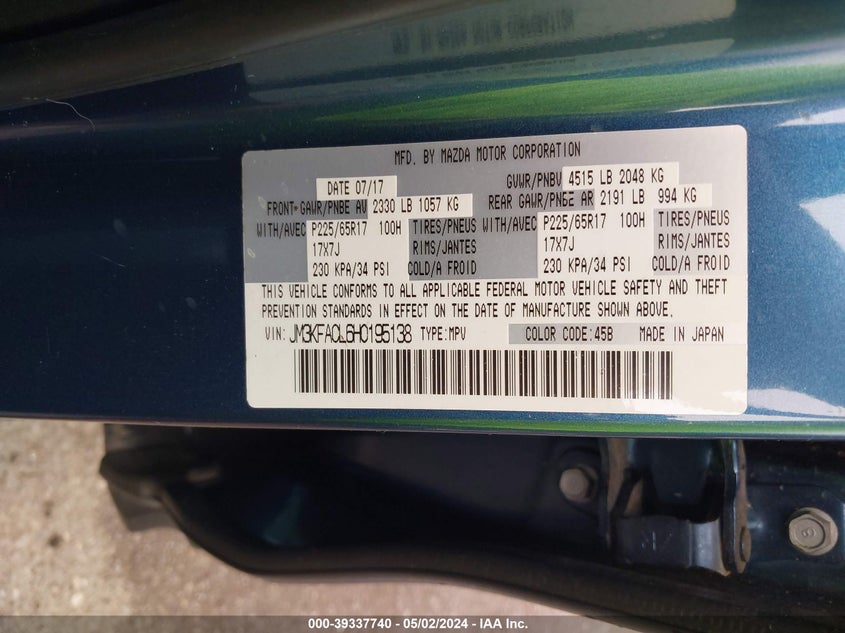 MFD. BY MAZDA MOTOR CORPORATION
DATE 07/17 GVWR/PNBV 4515 LB 2048 KG
FRONT GAWR/PNBE AV 2330 LB 1057 KG REAR GAWR/PNBE AR 2191 LB 994 KG
WITH/AVEC P225/65R17 100H TIRES/PNEUS WITH/AVEC P225/65R17 100H TIRES/PNEUS
17X7J RIMS/JANTES 17X7J RIMS/JANTES
230 KPA/34 PSI COLD/A FROID 230 KPA/34 PSI COLD/A FROID
THIS VEHICLE CONFORMS TO ALL APPLICABLE FEDERAL MOTOR VEHICLE SAFETY AND THEFT
PREVENTION STANDARDS IN EFFECT ON THE DATE OF MANUFACTURE SHOWN ABOVE.
VIN: JM3KFACL6H0195138 TYPE:MPV COLOR CODE:45B MADE IN JAPAN
000-39337740 - 05/02/2024 - IAA Inc.